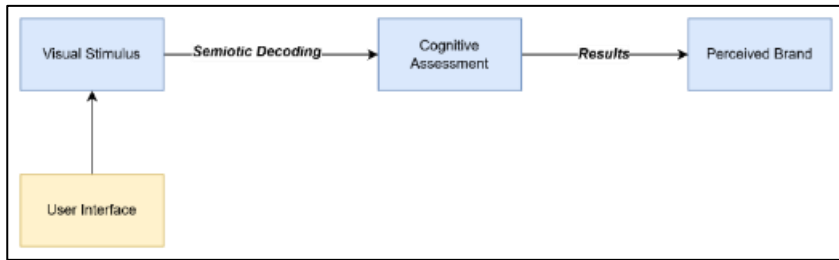 Visual Stimulus
Semiotic Decoding
Cognitive
Assessment
Results
Perceived Brand
User Interface